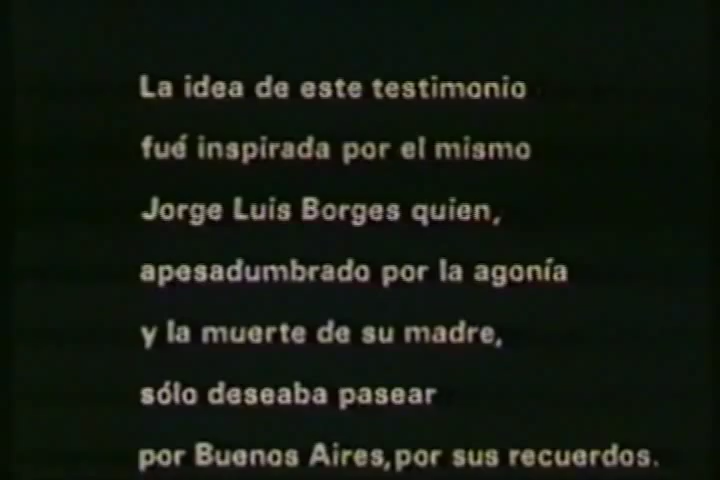 La idea de este testimonio
fué inspirada por el mismo
Jorge Luis Borges quien,
apesadumbrado por la agonía
y la muerte de su madre,
sólo deseaba pasear
por Buenos Aires,por sus recuerdos.